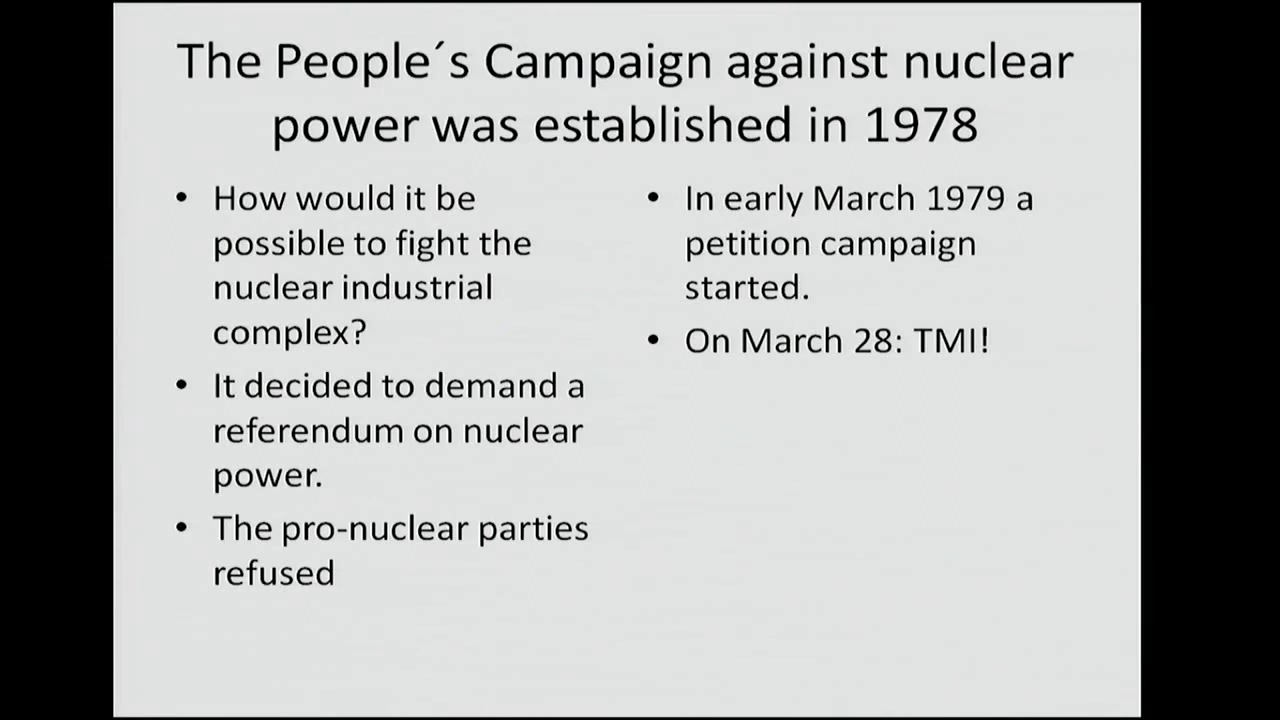 The People´s Campaign against nuclear
power was established in 1978
• How would it be
possible to fight the
nuclear industrial
complex?
• It decided to demand a
referendum on nuclear
power.
• The pro-nuclear parties
refused
• In early March 1979 a
petition campaign
started.
• On March 28: TMI!